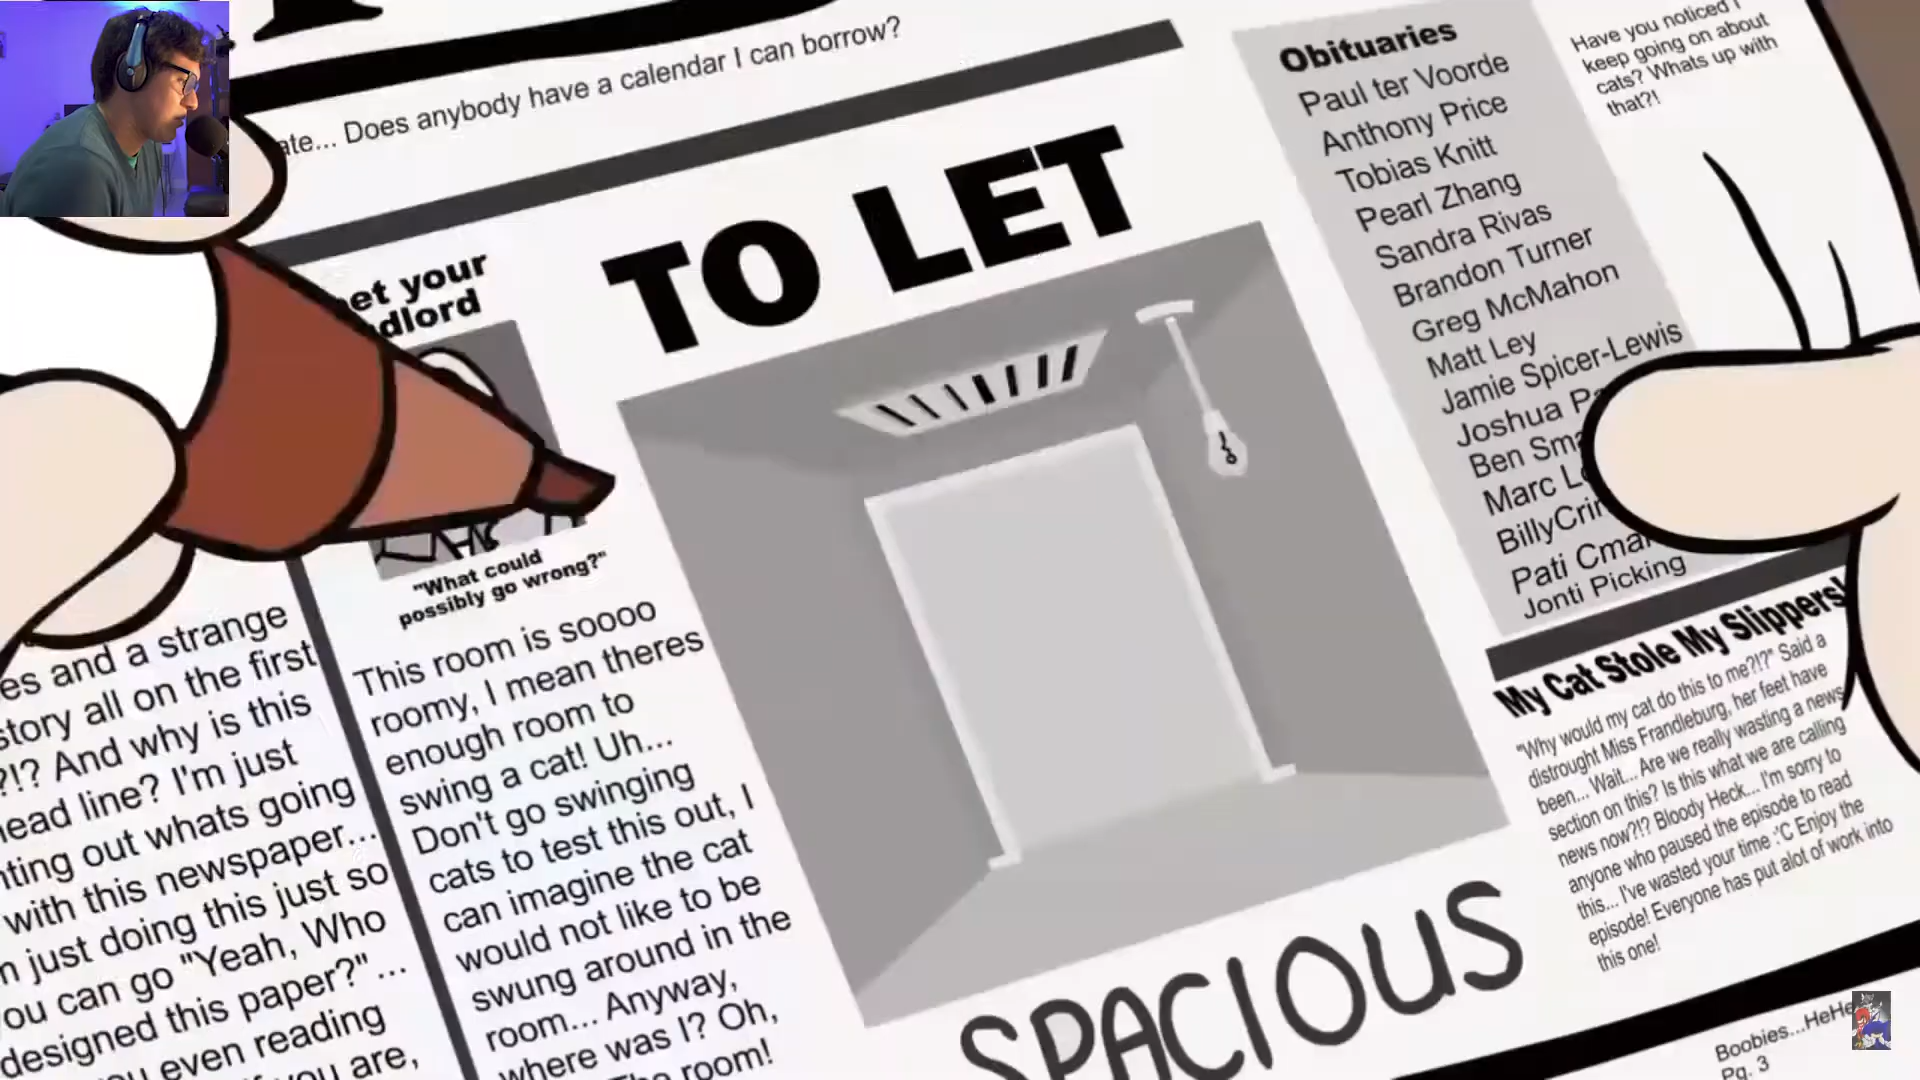 ate... Does anybody have a calendar I can borrow?
et your
dlord
"What could
possibly go wrong?"
This room is soooo
roomy, I mean theres
enough room to
swing a cat! Uh...
Don't go swinging
cats to test this out, I
can imagine the cat
would not like to be
swung around in the
room... Anyway,
where was I? Oh,
room!
es and a strange
story all on the first
?!? And why is this
head line? I'm just
nting out whats going
with this newspaper...
n just doing this just so
you can go "Yeah, Who
designed this paper?"...
even reading
you are,
TO LET
SPACIOUS
Obituaries
Paul ter Voorde
Anthony Price
Tobias Knitt
Pearl Zhang
Sandra Rivas
Brandon Turner
Greg McMahon
Matt Ley
Jamie Spicer-Lewis
Joshua
Ben
Marc
Pati
Jonti Picking
Have you noticed I
keep going on about
cats? Whats up with
that?!
My Cat Stole My Slippers!
"Why would my cat do this to me?!?" Said a
distrought Miss Frandleburg, her feet have
been... Wait... Are we really wasting a news
section on this? Is this what we are calling
news now?!? Bloody Heck... I'm sorry to
anyone who paused the episode to read
this... I've wasted your time :'C Enjoy the
episode! Everyone has put alot of work into
this one!
Boobies...HeHe
Pg. 3